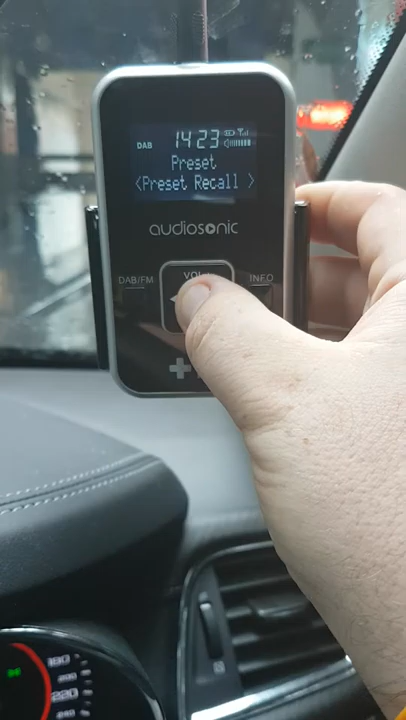 DAB 14 23
Preset
<Preset Recall >
audiosonic
DAB/FM
VOL
INFO
180
220